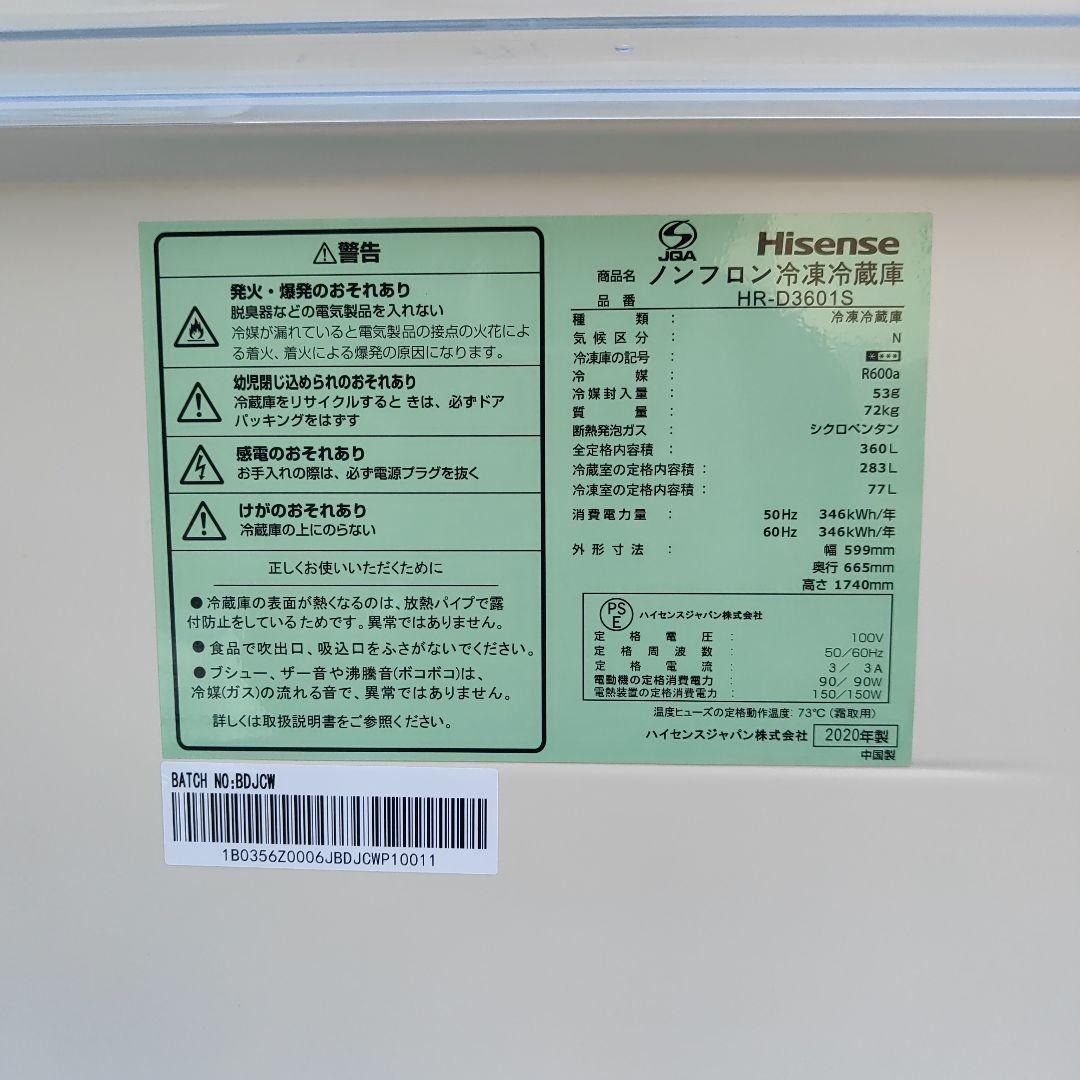 ⚠警告
発火・爆発のおそれあり
脱臭器などの電気製品を入れない
冷媒が漏れていると電気製品の接点の火花によ
る着火、着火による爆発の原因になります。
幼児閉じ込められのおそれあり
冷蔵庫をリサイクルするとき は、必ずドア
パッキングをはずす
感電のおそれあり
お手入れの際は、必ず電源プラグを抜く
けがのおそれあり
冷蔵庫の上にのらない
正しくお使いいただくために
●冷蔵庫の表面が熱くなるのは、放熱パイプで露
付防止をしているためです。異常ではありません。
●食品で吹出口、吸込口をふさがないでください。
●プシュー、ザー音や沸騰音(ボコボコ)は、
冷媒(ガス)の流れる音で、異常ではありません。
詳しくは取扱説明書をご参照ください。
JQA
Hisense
商品名 ノンフロン冷凍冷蔵庫
品番 HR-D3601S
種類 : 冷凍冷蔵庫
気候区分 : N
冷凍庫の記号 : * ***
冷媒 : R600a
冷媒封入量 : 53g
質量 : 72kg
断熱発泡ガス : シクロペンタン
全定格内容積 : 360L
冷蔵室の定格内容積 : 283L
冷凍室の定格内容積 : 77L
消費電力量 : 50Hz 346kWh/年
60Hz 346kWh/年
外形寸法 : 幅 599mm
奥行 665mm
高さ 1740mm
PSE ハイセンスジャパン株式会社
定格電圧 : 100V
定格周波数 : 50/60Hz
定格電流 : 3/ 3A
電動機の定格消費電力 : 90/ 90W
電熱装置の定格消費電力 : 150/150W
温度ヒューズの定格動作温度: 73℃(霜取用)
ハイセンスジャパン株式会社 2020年製
中国製
BATCH NO:BDJCW
1B0356Z0006JBDJCWP10011